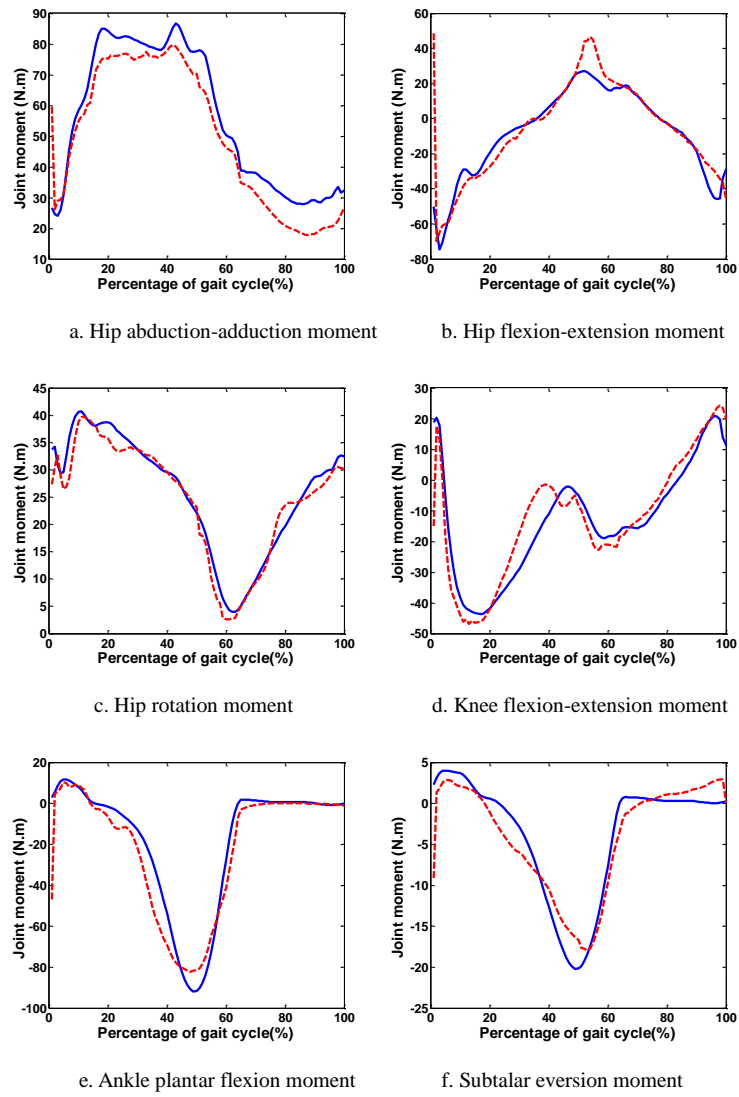 90
80
70
60
50
40
30
20
10
Joint moment (N.m)
0 20 40 60 80 100
Percentage of gait cycle(%)
a. Hip abduction-adduction moment
60
40
20
0
-20
-40
-60
-80
Joint moment (N.m)
0 20 40 60 80 100
Percentage of gait cycle(%)
b. Hip flexion-extension moment
45
40
35
30
25
20
15
10
5
0
Joint moment (N.m)
0 20 40 60 80 100
Percentage of gait cycle(%)
c. Hip rotation moment
30
20
10
0
-10
-20
-30
-40
-50
Joint moment (N.m)
0 20 40 60 80 100
Percentage of gait cycle(%)
d. Knee flexion-extension moment
20
0
-20
-40
-60
-80
-100
Joint moment (N.m)
0 20 40 60 80 100
Percentage of gait cycle(%)
e. Ankle plantar flexion moment
5
0
-5
-10
-15
-20
-25
Joint moment (N.m)
0 20 40 60 80 100
Percentage of gait cycle(%)
f. Subtalar eversion moment